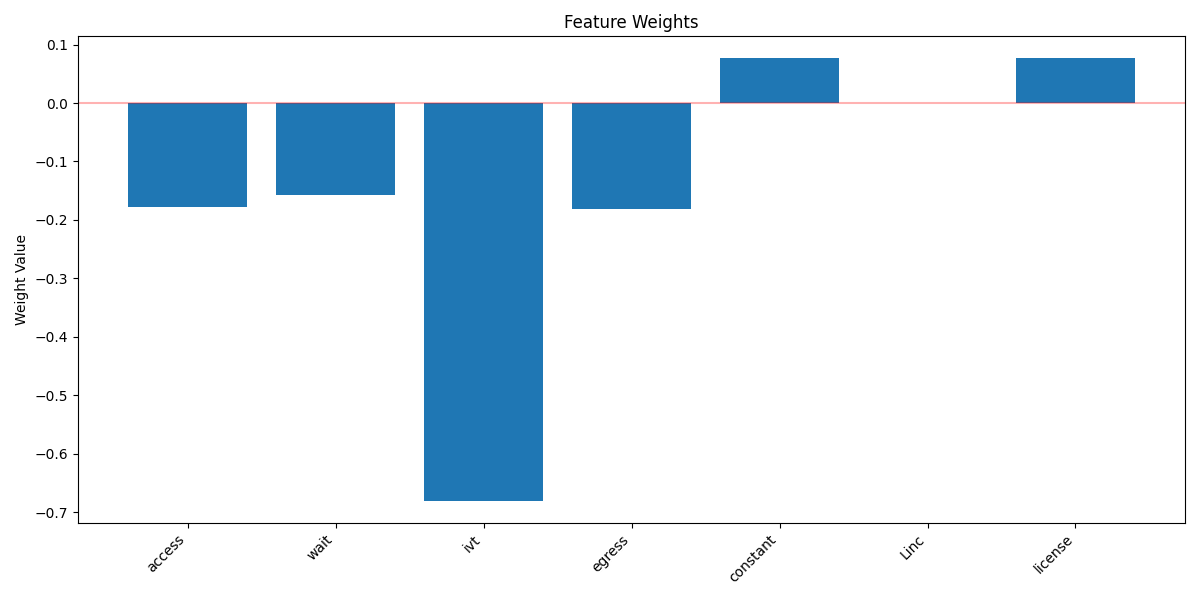 Feature Weights
0.1
0.0
−0.1
−0.2
−0.3
−0.4
−0.5
−0.6
−0.7
Weight Value
access
wait
ivt
egress
constant
Linc
license